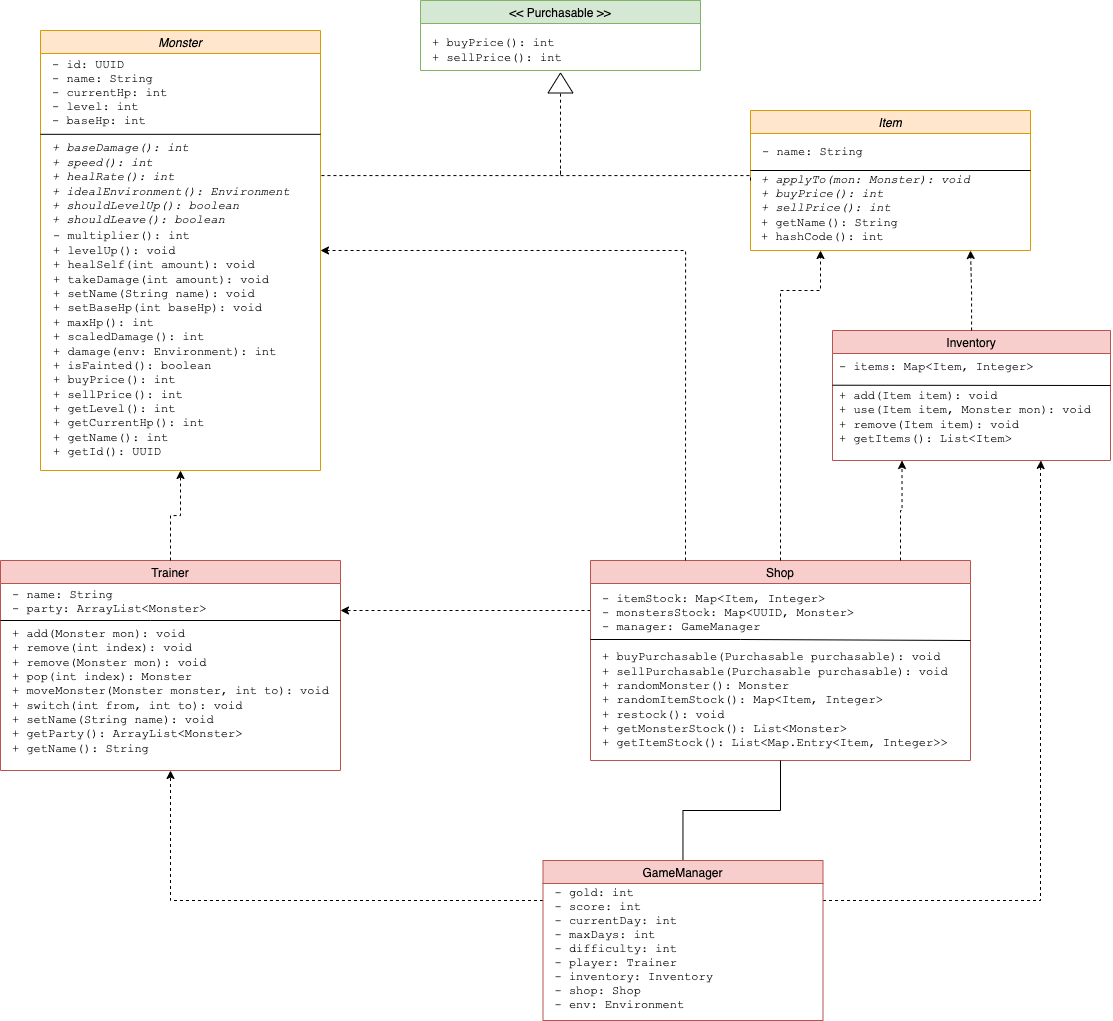 << Purchasable >>
+ buyPrice(): int
+ sellPrice(): int
Monster
- id: UUID
- name: String
- currentHp: int
- level: int
- baseHp: int
+ baseDamage(): int
+ speed(): int
+ healRate(): int
+ idealEnvironment(): Environment
+ shouldLevelUp(): boolean
+ shouldLeave(): boolean
- multiplier(): int
+ levelUp(): void
+ healSelf(int amount): void
+ takeDamage(int amount): void
+ setName(String name): void
+ setBaseHp(int baseHp): void
+ maxHp(): int
+ scaledDamage(): int
+ damage(env: Environment): int
+ isFainted(): boolean
+ buyPrice(): int
+ sellPrice(): int
+ getLevel(): int
+ getCurrentHp(): int
+ getName(): int
+ getId(): UUID
Item
- name: String
+ applyTo(mon: Monster): void
+ buyPrice(): int
+ sellPrice(): int
+ getName(): String
+ hashCode(): int
Inventory
- items: Map<Item, Integer>
+ add(Item item): void
+ use(Item item, Monster mon): void
+ remove(Item item): void
+ getItems(): List<Item>
Trainer
- name: String
- party: ArrayList<Monster>
+ add(Monster mon): void
+ remove(int index): void
+ remove(Monster mon): void
+ pop(int index): Monster
+ moveMonster(Monster monster, int to): void
+ switch(int from, int to): void
+ setName(String name): void
+ getParty(): ArrayList<Monster>
+ getName(): String
Shop
- itemStock: Map<Item, Integer>
- monstersStock: Map<UUID, Monster>
- manager: GameManager
+ buyPurchasable(Purchasable purchasable): void
+ sellPurchasable(Purchasable purchasable): void
+ randomMonster(): Monster
+ randomItemStock(): Map<Item, Integer>
+ restock(): void
+ getMonsterStock(): List<Monster>
+ getItemStock(): List<Map.Entry<Item, Integer>>
GameManager
- gold: int
- score: int
- currentDay: int
- maxDays: int
- difficulty: int
- player: Trainer
- inventory: Inventory
- shop: Shop
- env: Environment